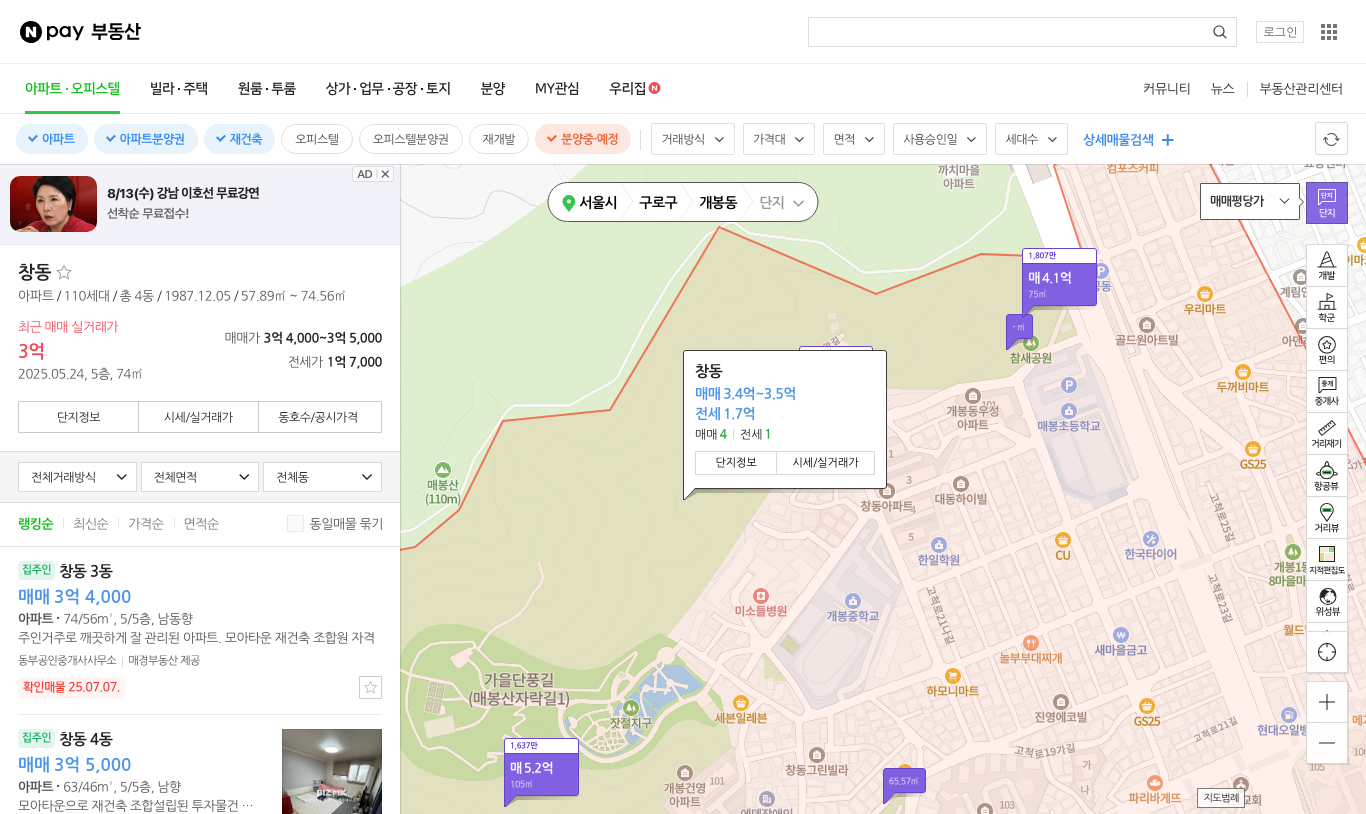 N pay 부동산
로그인
아파트·오피스텔
빌라·주택
원룸·투룸
상가·업무·공장·토지
분양
MY관심
우리집 N
커뮤니티
뉴스
부동산관리센터
아파트
아파트분양권
재건축
오피스텔
오피스텔분양권
재개발
분양중·예정
거래방식
가격대
면적
사용승인일
세대수
상세매물검색
AD
8/13(수) 강남 이호선 무료강연
선착순 무료접수!
창동
아파트 / 110세대 / 총 4동 / 1987.12.05 / 57.89㎡ ~ 74.56㎡
최근 매매 실거래가
3억
2025.05.24, 5층, 74㎡
매매가 3억 4,000~3억 5,000
전세가 1억 7,000
단지정보
시세/실거래가
동호수/공시가격
전체거래방식
전체면적
전체동
랭킹순
최신순
가격순
면적순
동일매물 묶기
집주인 창동 3동
매매 3억 4,000
아파트 · 74/56m², 5/5층, 남동향
주인거주로 깨끗하게 잘 관리된 아파트. 모아타운 재건축 조합원 자격
동부공인중개사사무소
매경부동산 제공
확인매물 25.07.07.
집주인 창동 4동
매매 3억 5,000
아파트 · 63/46m², 5/5층, 남향
모아타운으로 재건축 조합설립된 투자물건 …
서울시
구로구
개봉동
단지
까치마을
아파트
컴포즈커피
매매평당가
단지
단지
1,807만
매 4.1억
75㎡
- ㎡
참새공원
우리마트
골드원아트빌
두꺼비마트
개봉동우성
아파트
101
매봉초등학교
GS25
창동
매매 3.4억~3.5억
전세 1.7억
매매 4
전세 1
단지정보
시세/실거래가
매봉산
(110m)
창동아파트
대동하이빌
1
3
4
5
한일학원
CU
한국타이어
고척로25길
고척로23길
고척로21나길
미소들병원
개봉중학교
놀부부대찌개
새마을금고
하모니마트
세븐일레븐
진영에코빌
GS25
고척로21길
고척로19가길
가
나
가을단풍길
(매봉산자락길1)
잣절지구
1,637만
매 5.2억
105㎡
개봉건영
아파트
101
창동그린빌라
65.57㎡
103
파리바게뜨
지도범례
105
106
개발
학군
편의
중개
중개사
거리재기
항공뷰
거리뷰
지적편집도
위성뷰